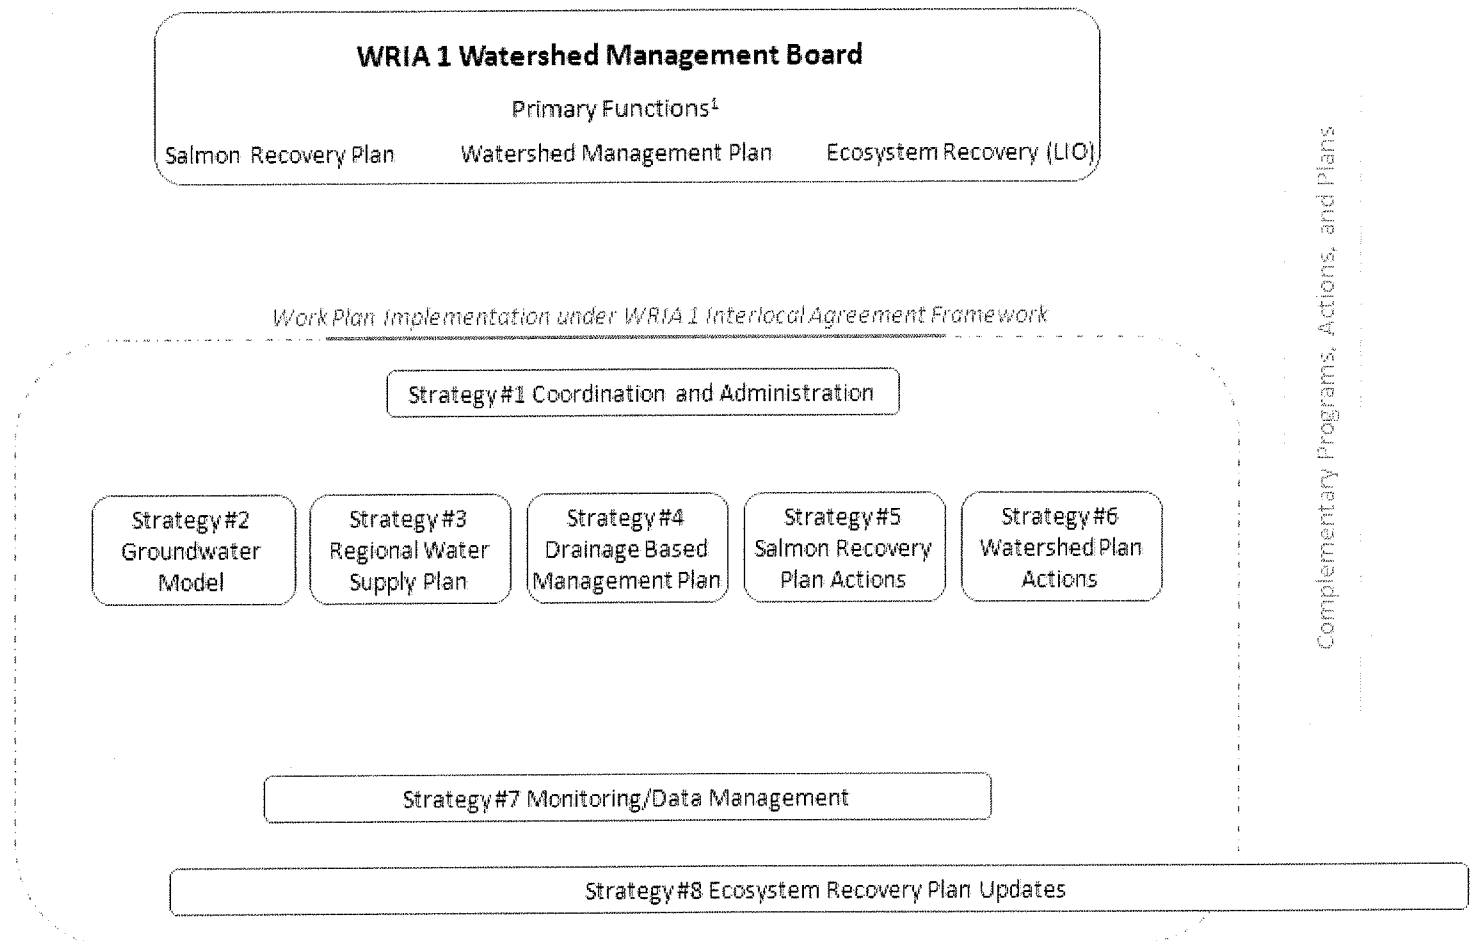 WRIA 1 Watershed Management Board
Primary Functions¹
Salmon Recovery Plan Watershed Management Plan Ecosystem Recovery (LIO)
Complementary Programs, Actions, and Plans
Work Plan Implementation under WRIA 1 Interlocal Agreement Framework
Strategy #1 Coordination and Administration
Strategy #2
Groundwater
Model
Strategy #3
Regional Water
Supply Plan
Strategy #4
Drainage Based
Management Plan
Strategy #5
Salmon Recovery
Plan Actions
Strategy #6
Watershed Plan
Actions
Strategy #7 Monitoring/Data Management
Strategy #8 Ecosystem Recovery Plan Updates